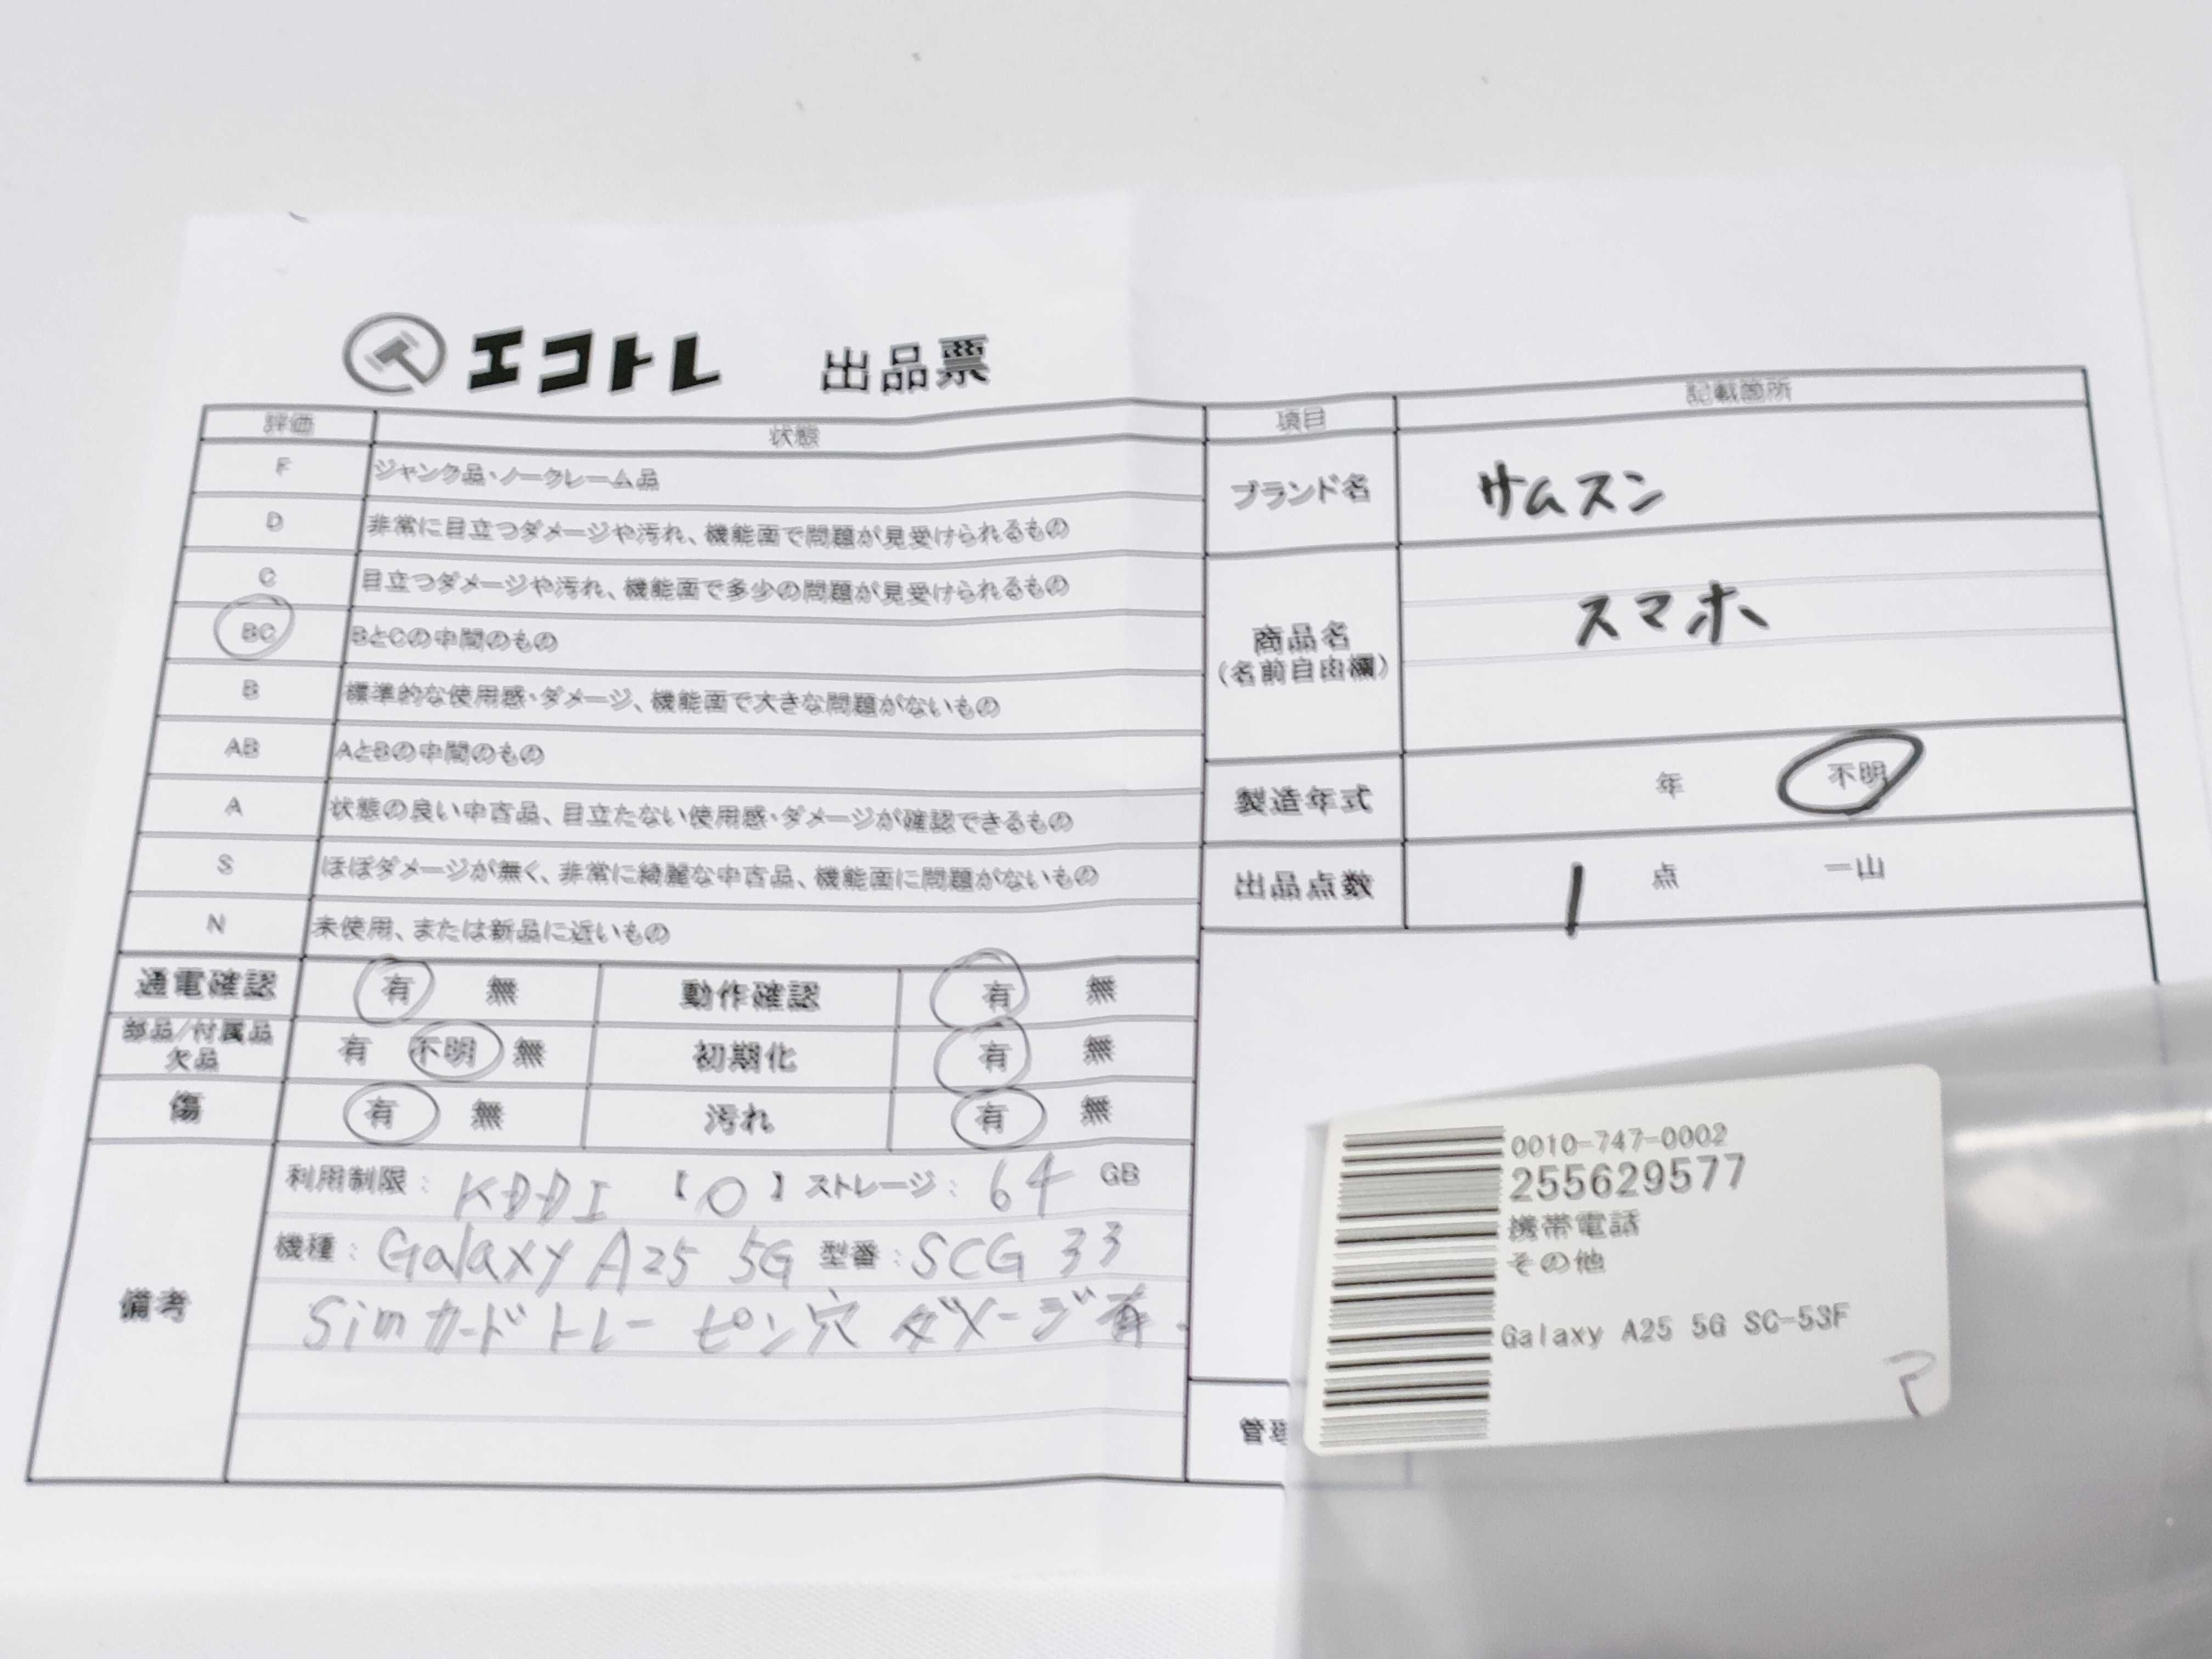 エコトレ 出品票
評価 状態
F ジャンク品・ノークレーム品
D 非常に目立つダメージや汚れ、機能面で問題が見受けられるもの
C 目立つダメージや汚れ、機能面で多少の問題が見受けられるもの
BC BとCの中間のもの
B 標準的な使用感・ダメージ、機能面で大きな問題がないもの
AB AとBの中間のもの
A 状態の良い中古品、目立たない使用感・ダメージが確認できるもの
S ほぼダメージが無く、非常に綺麗な中古品、機能面に問題がないもの
N 未使用、または新品に近いもの
通電確認 有 無 動作確認 有 無
部品/付属品
欠品 有 不明 無 初期化 有 無
傷 有 無 汚れ 有 無
備考
利用制限: KDDI 【〇】ストレージ: 64 GB
機種: Galaxy A25 5G 型番: SCG 33
Simカードトレー ピン穴 ダメージ有.
項目 記載箇所
ブランド名 サムスン
商品名
(名前自由欄) スマホ
製造年式 年 不明
出品点数 1 点 一山
管理
0010-747-0002
255629577
携帯電話
その他
Galaxy A25 5G SC-53F